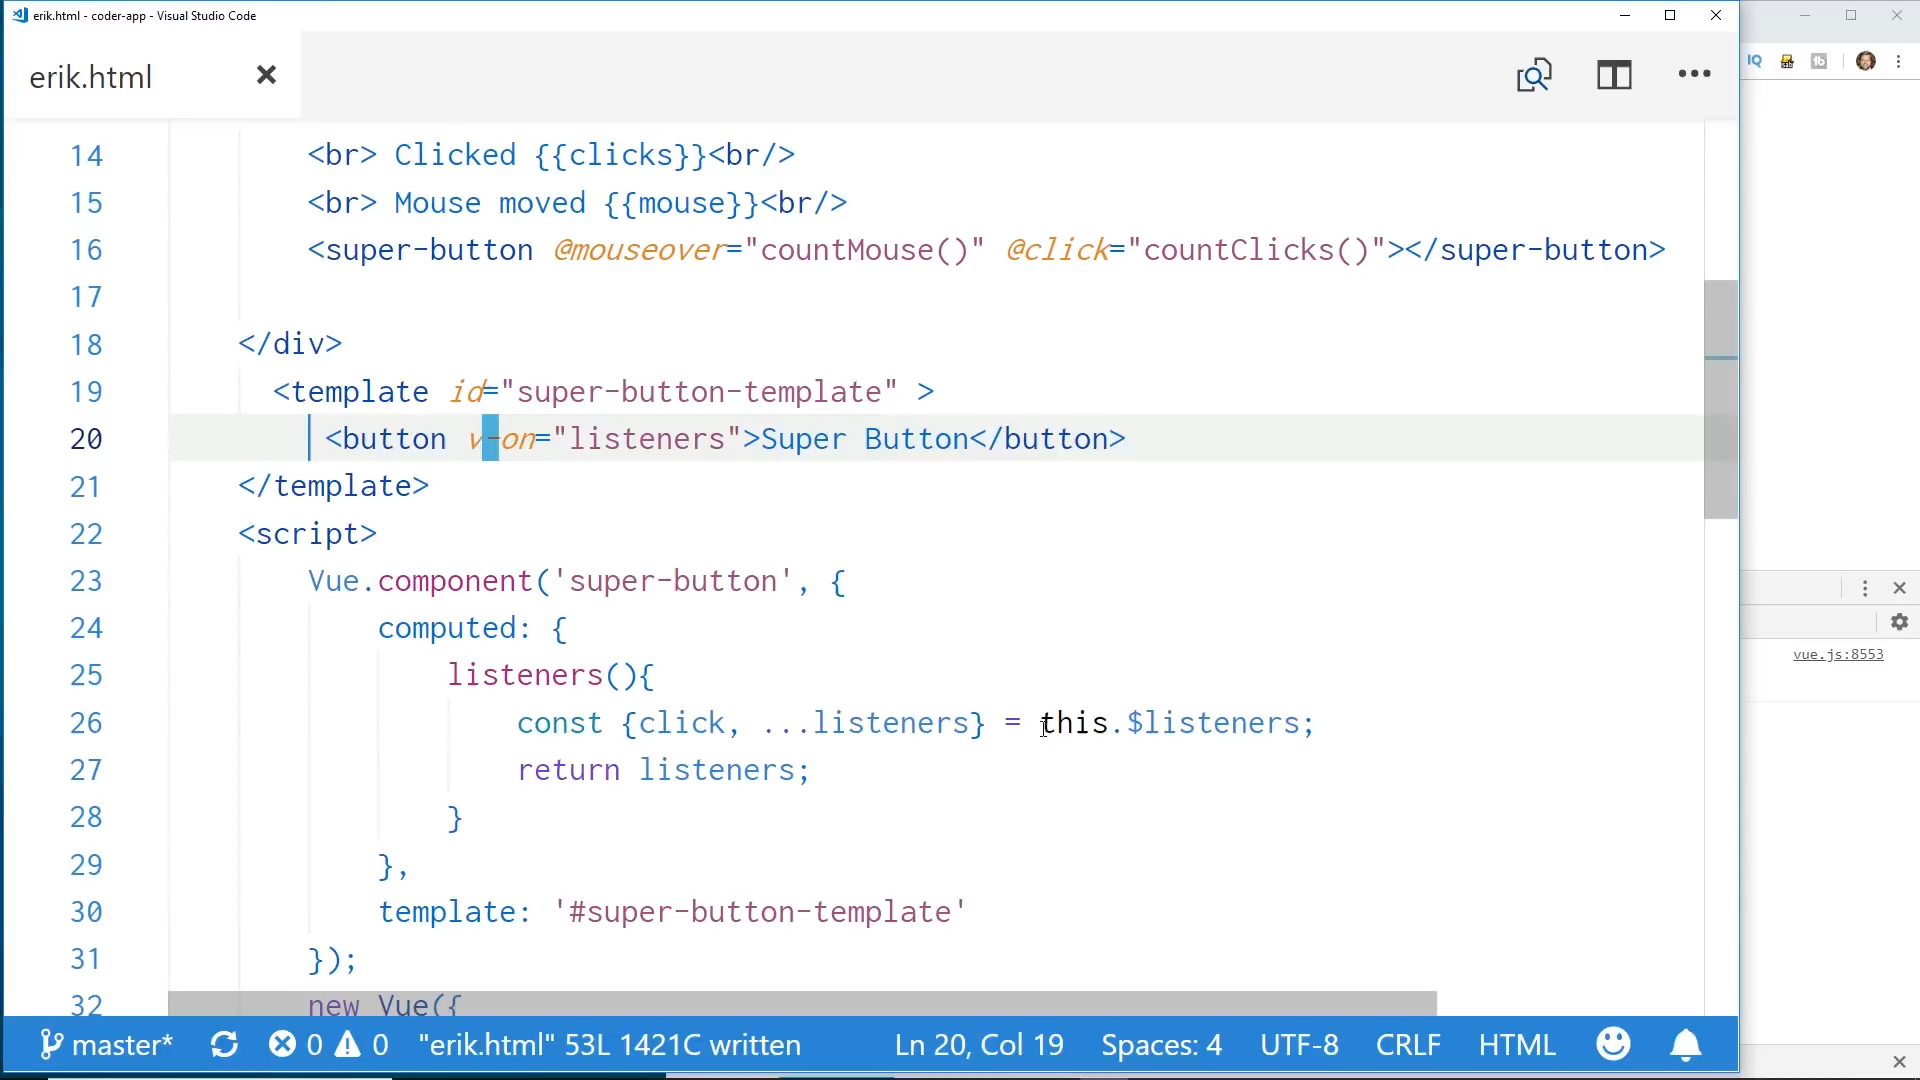 erik.html - coder-app - Visual Studio Code
erik.html
IQ
tb
14 <br> Clicked {{clicks}}<br/>
15 <br> Mouse moved {{mouse}}<br/>
16 <super-button @mouseover="countMouse()" @click="countClicks()"></super-button>
17
18 </div>
19 <template id="super-button-template" >
20 <button v-on="listeners">Super Button</button>
21 </template>
22 <script>
23 Vue.component('super-button', {
24 computed: {
25 listeners(){
26 const {click, ...listeners} = this.$listeners;
27 return listeners;
28 }
29 },
30 template: '#super-button-template'
31 });
32 new Vue({
vue.js:8553
master* 0 0 "erik.html" 53L 1421C written Ln 20, Col 19 Spaces: 4 UTF-8 CRLF HTML